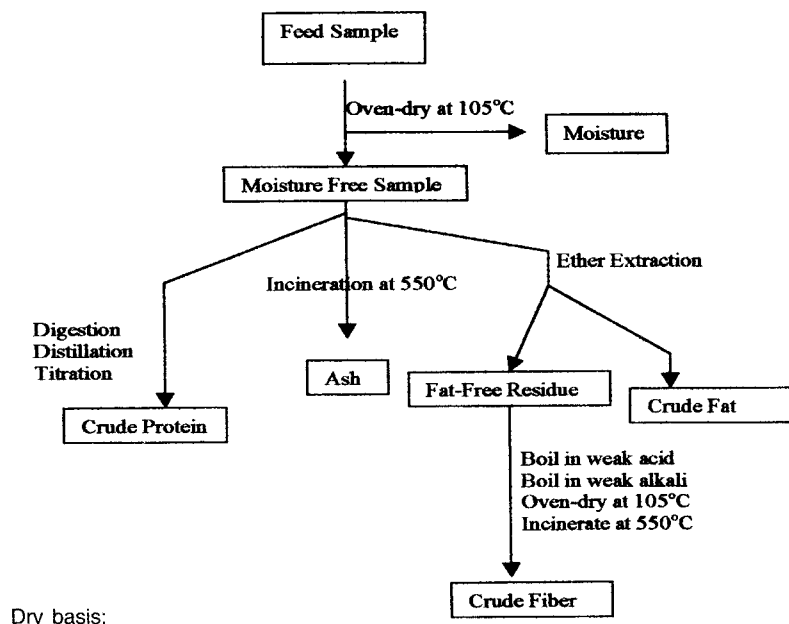 Feed Sample
Oven-dry at 105°C
Moisture
Moisture Free Sample
Ether Extraction
Incineration at 550°C
Digestion
Distillation
Titration
Ash
Fat-Free Residue
Crude Fat
Crude Protein
Boil in weak acid
Boil in weak alkali
Oven-dry at 105°C
Incinerate at 550°C
Crude Fiber
Dry basis: